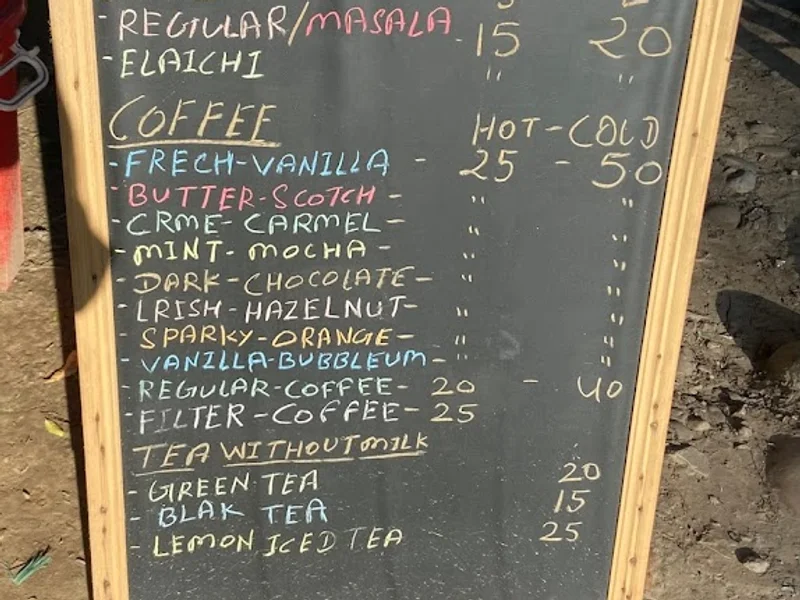 - REGULAR/MASALA - 15 20
- ELAICHI " "
COFFEE HOT-COLD
- FRECH-VANILLA - 25 - 50
- BUTTER-SCOTCH - " "
- CRME-CARMEL - " "
- MINT-MOCHA - " "
- DARK-CHOCOLATE - " "
- LRISH-HAZELNUT- " "
- SPARKY-ORANGE- " "
- VANILLA-BUBBLEUM - " "
- REGULAR-COFFEE- 20 - 40
- FILTER-COFFEE- 25
TEA WITHOUT MILK
- GREEN TEA 20
- BLAK TEA 15
- LEMON ICED TEA 25